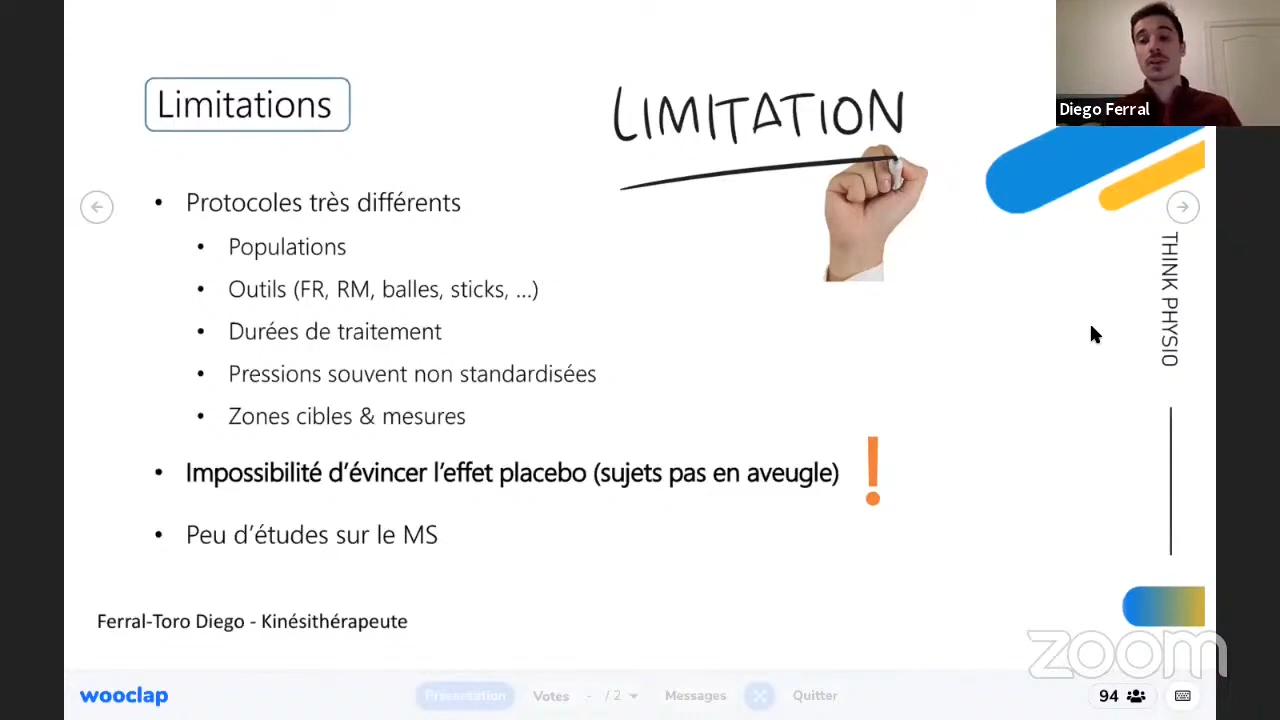 Limitations
LIMITATION
Diego Ferral
• Protocoles très différents
• Populations
• Outils (FR, RM, balles, sticks, ...)
• Durées de traitement
• Pressions souvent non standardisées
• Zones cibles & mesures
• Impossibilité d'évincer l'effet placebo (sujets pas en aveugle)
!
• Peu d'études sur le MS
THINK PHYSIO
Ferral-Toro Diego - Kinésithérapeute
zoom
wooclap
Présentation
Votes - / 2
Messages
Quitter
94